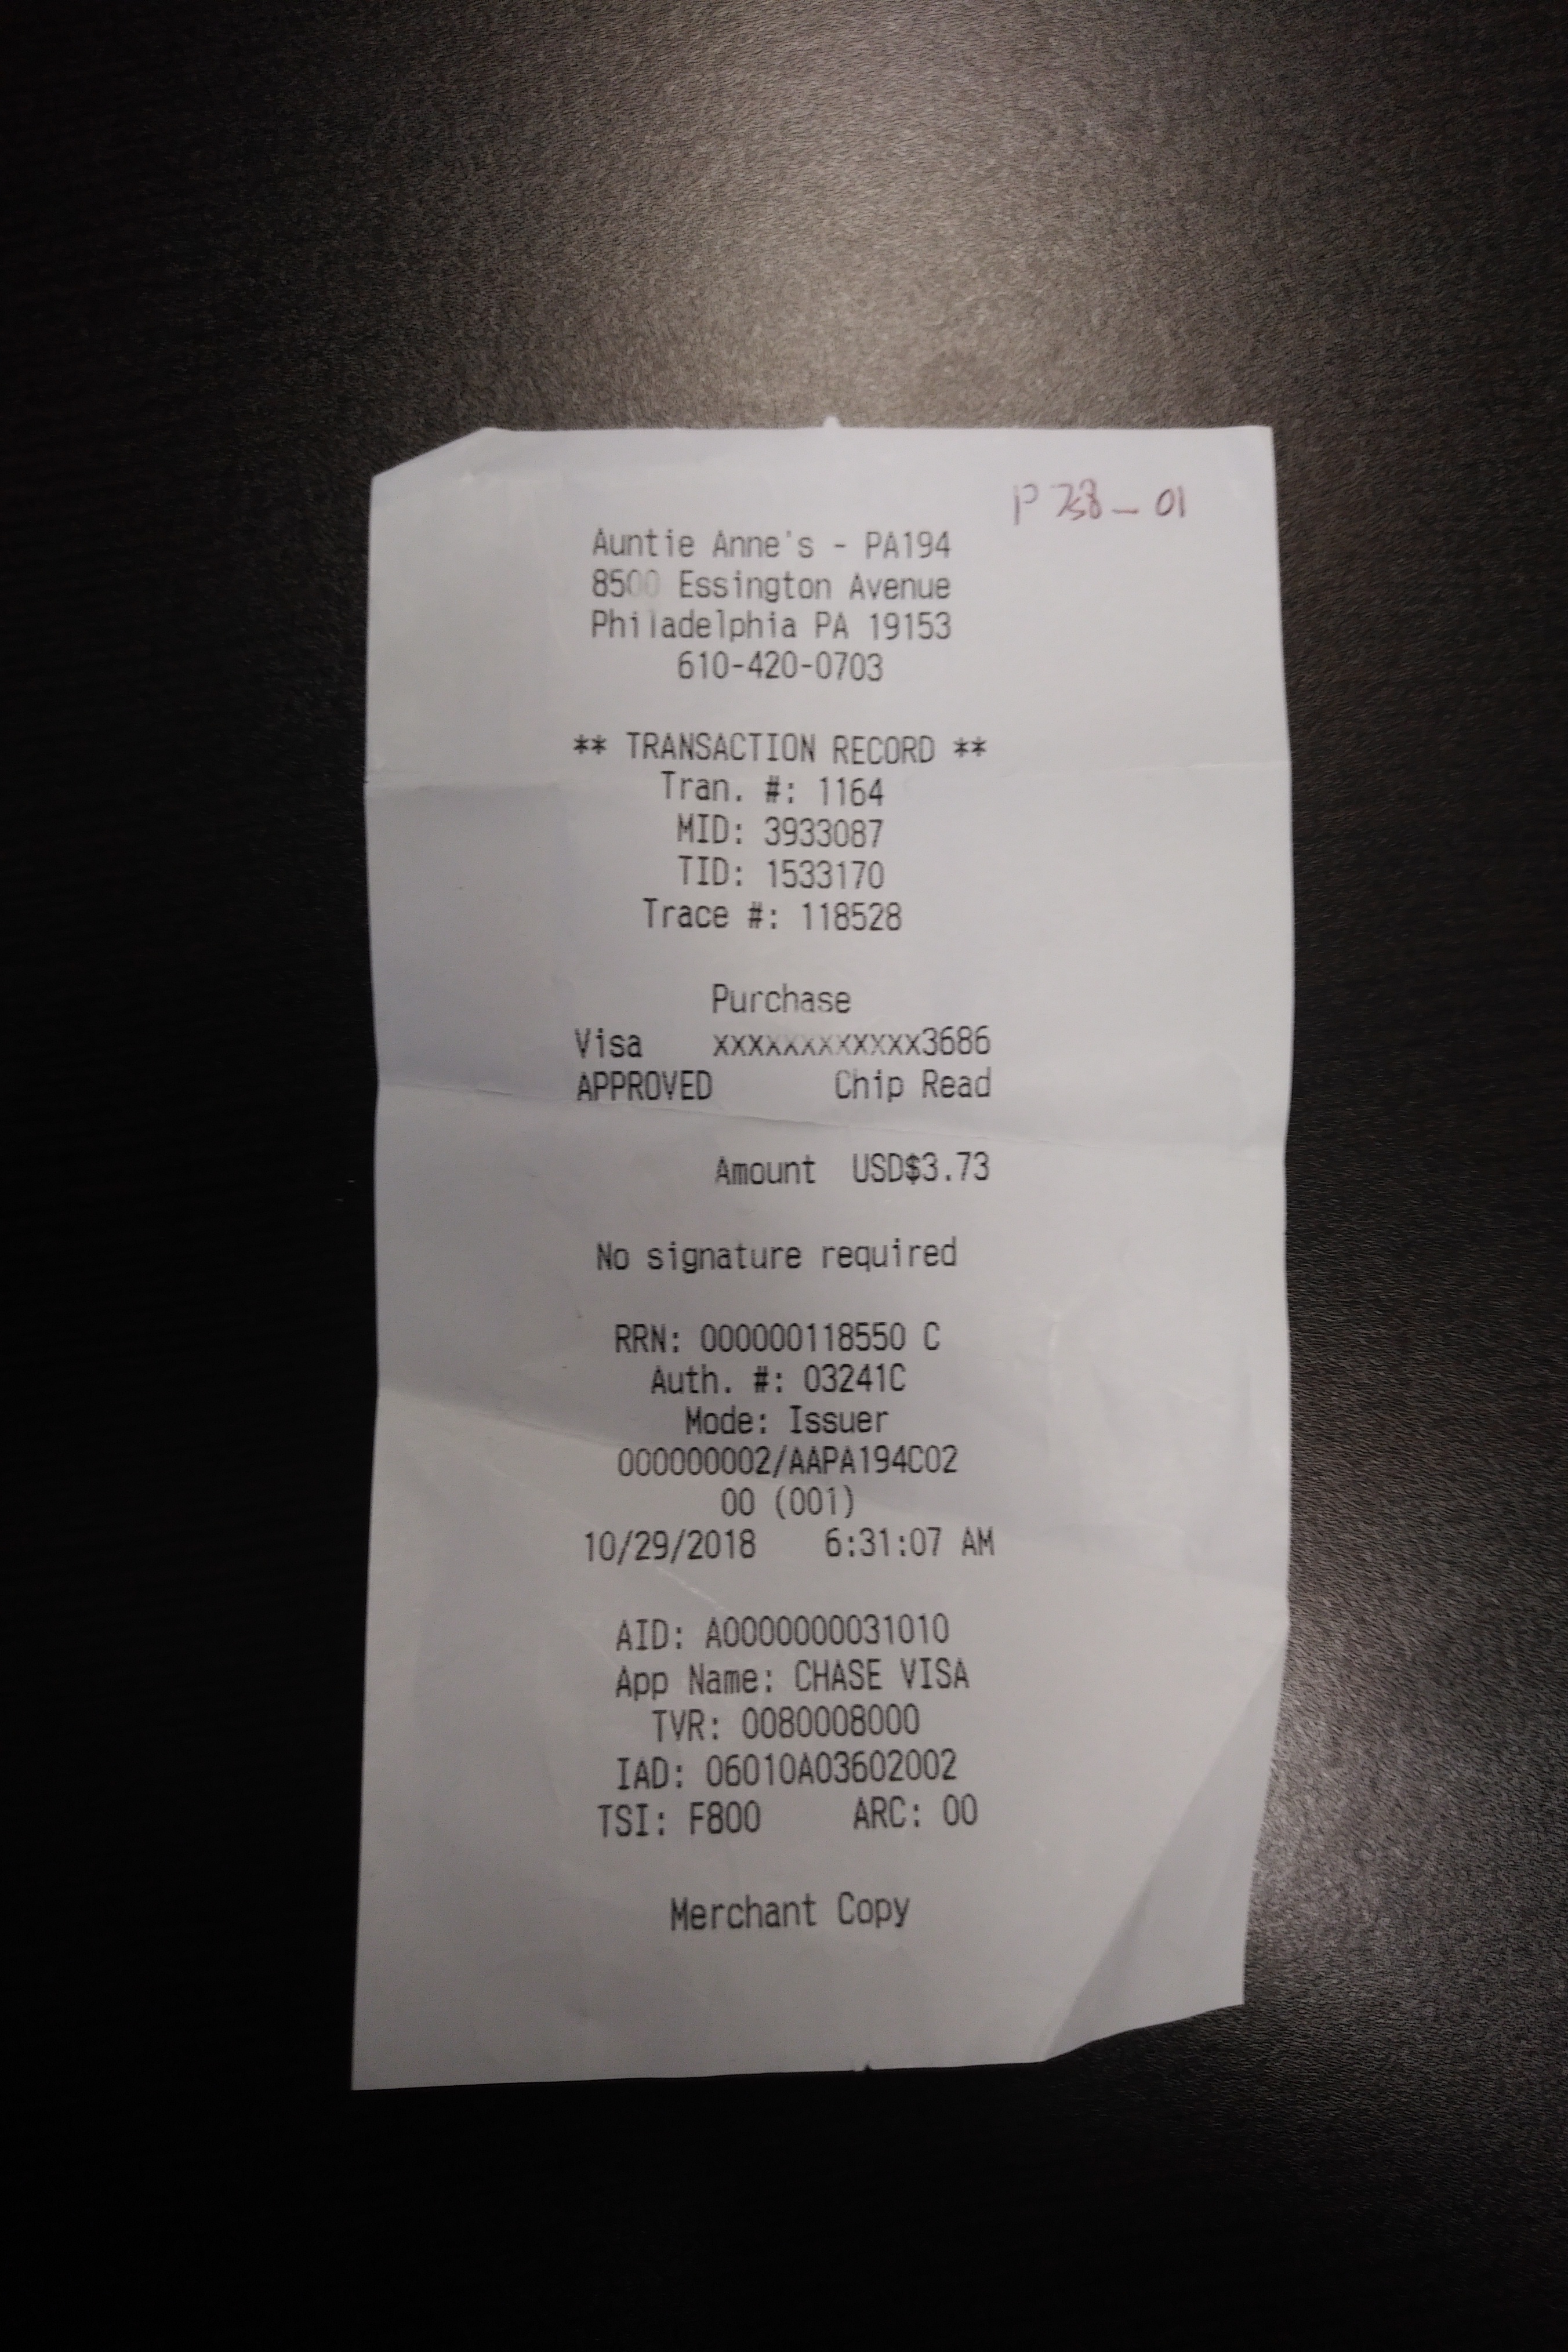 P 738 - 01
Auntie Anne's - PA194
8500 Essington Avenue
Philadelphia PA 19153
610-420-0703
** TRANSACTION RECORD **
Tran. #: 1164
MID: 3933087
TID: 1533170
Trace #: 118528
Purchase
Visa xxxxxxxxxxxx3686
APPROVED Chip Read
Amount USD$3.73
No signature required
RRN: 000000118550 C
Auth. #: 03241C
Mode: Issuer
000000002/AAPA194C02
00 (001)
10/29/2018 6:31:07 AM
AID: A0000000031010
App Name: CHASE VISA
TVR: 0080008000
IAD: 06010A03602002
TSI: F800 ARC: 00
Merchant Copy